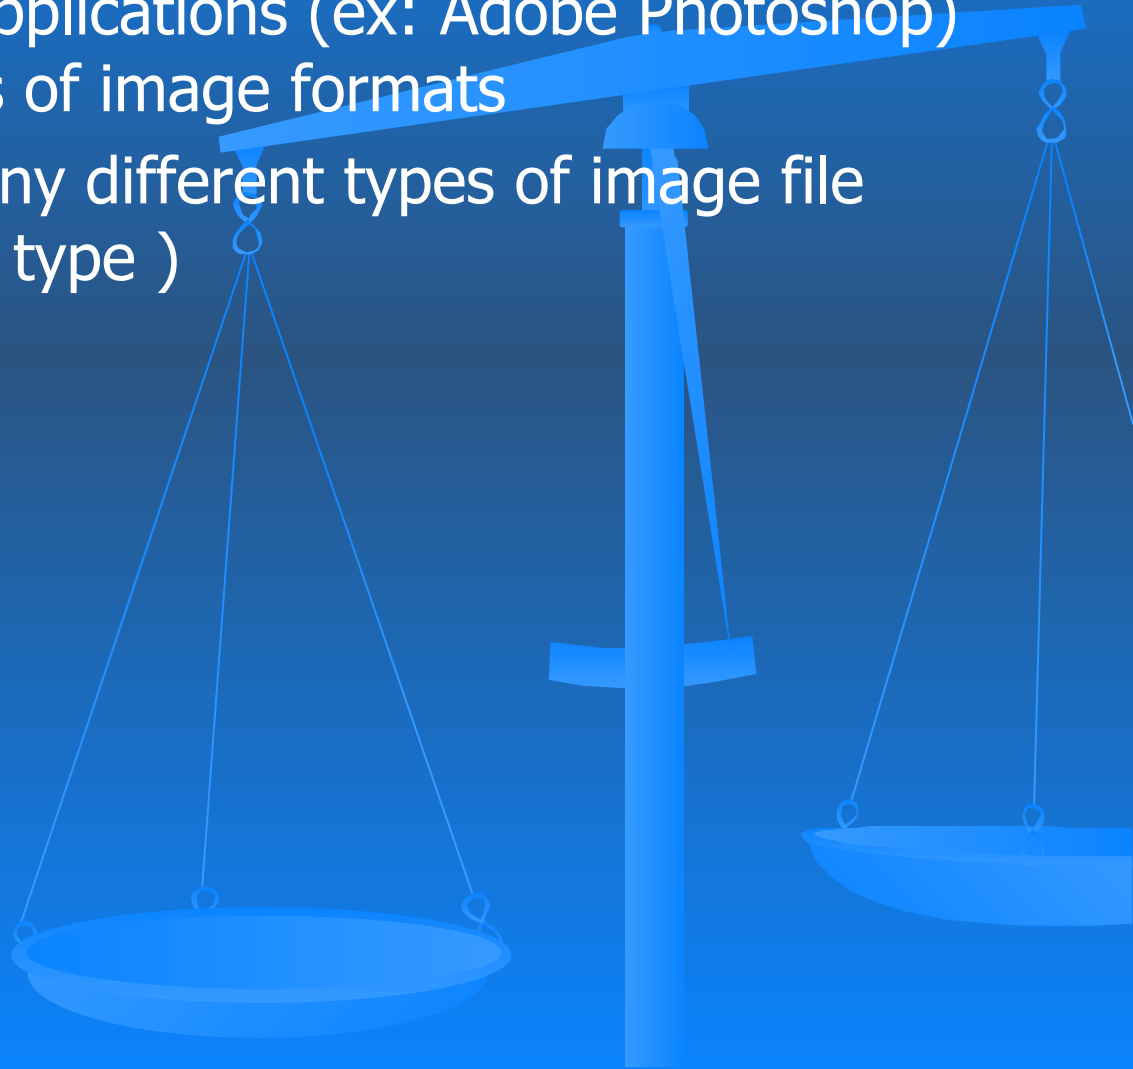 pplications (ex: Adobe Photoshop)
s of image formats
ny different types of image file
type )